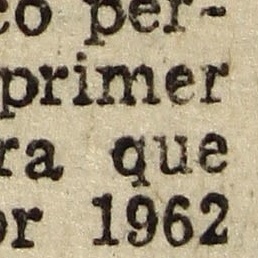 co per-
primer
ra que
or 1962